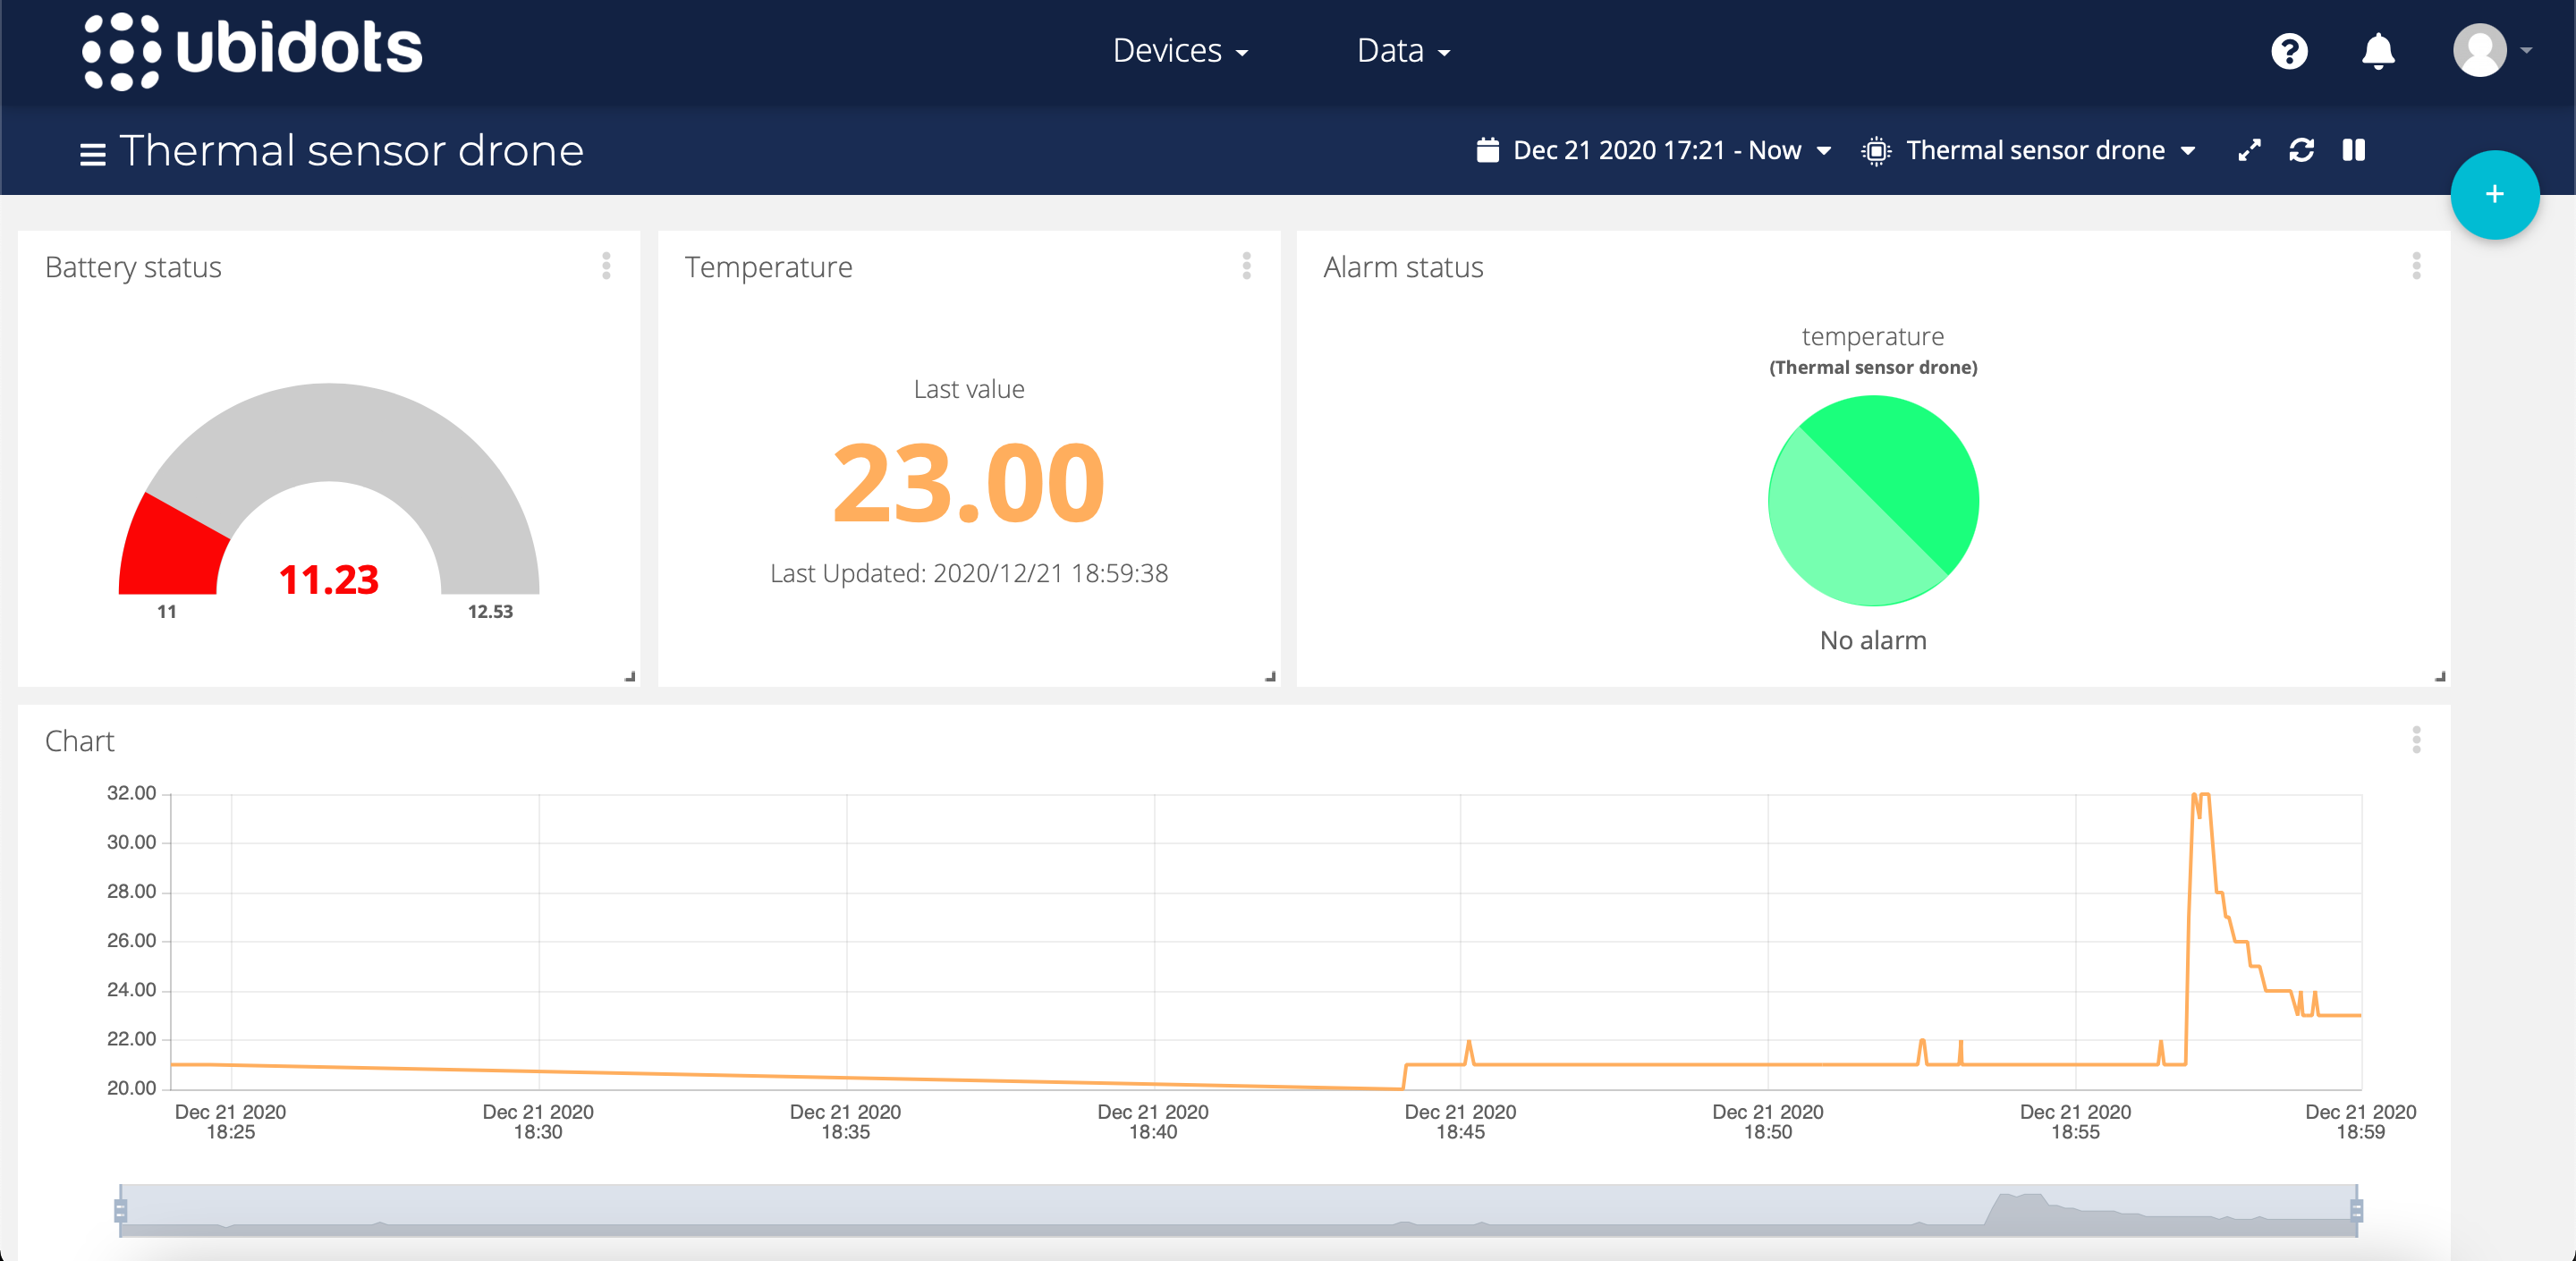 ubidots
Devices
Data
Thermal sensor drone
Dec 21 2020 17:21 - Now
Thermal sensor drone
+
Battery status
11.23
11
12.53
Temperature
Last value
23.00
Last Updated: 2020/12/21 18:59:38
Alarm status
temperature
(Thermal sensor drone)
No alarm
Chart
32.00
30.00
28.00
26.00
24.00
22.00
20.00
Dec 21 2020
18:25
Dec 21 2020
18:30
Dec 21 2020
18:35
Dec 21 2020
18:40
Dec 21 2020
18:45
Dec 21 2020
18:50
Dec 21 2020
18:55
Dec 21 2020
18:59